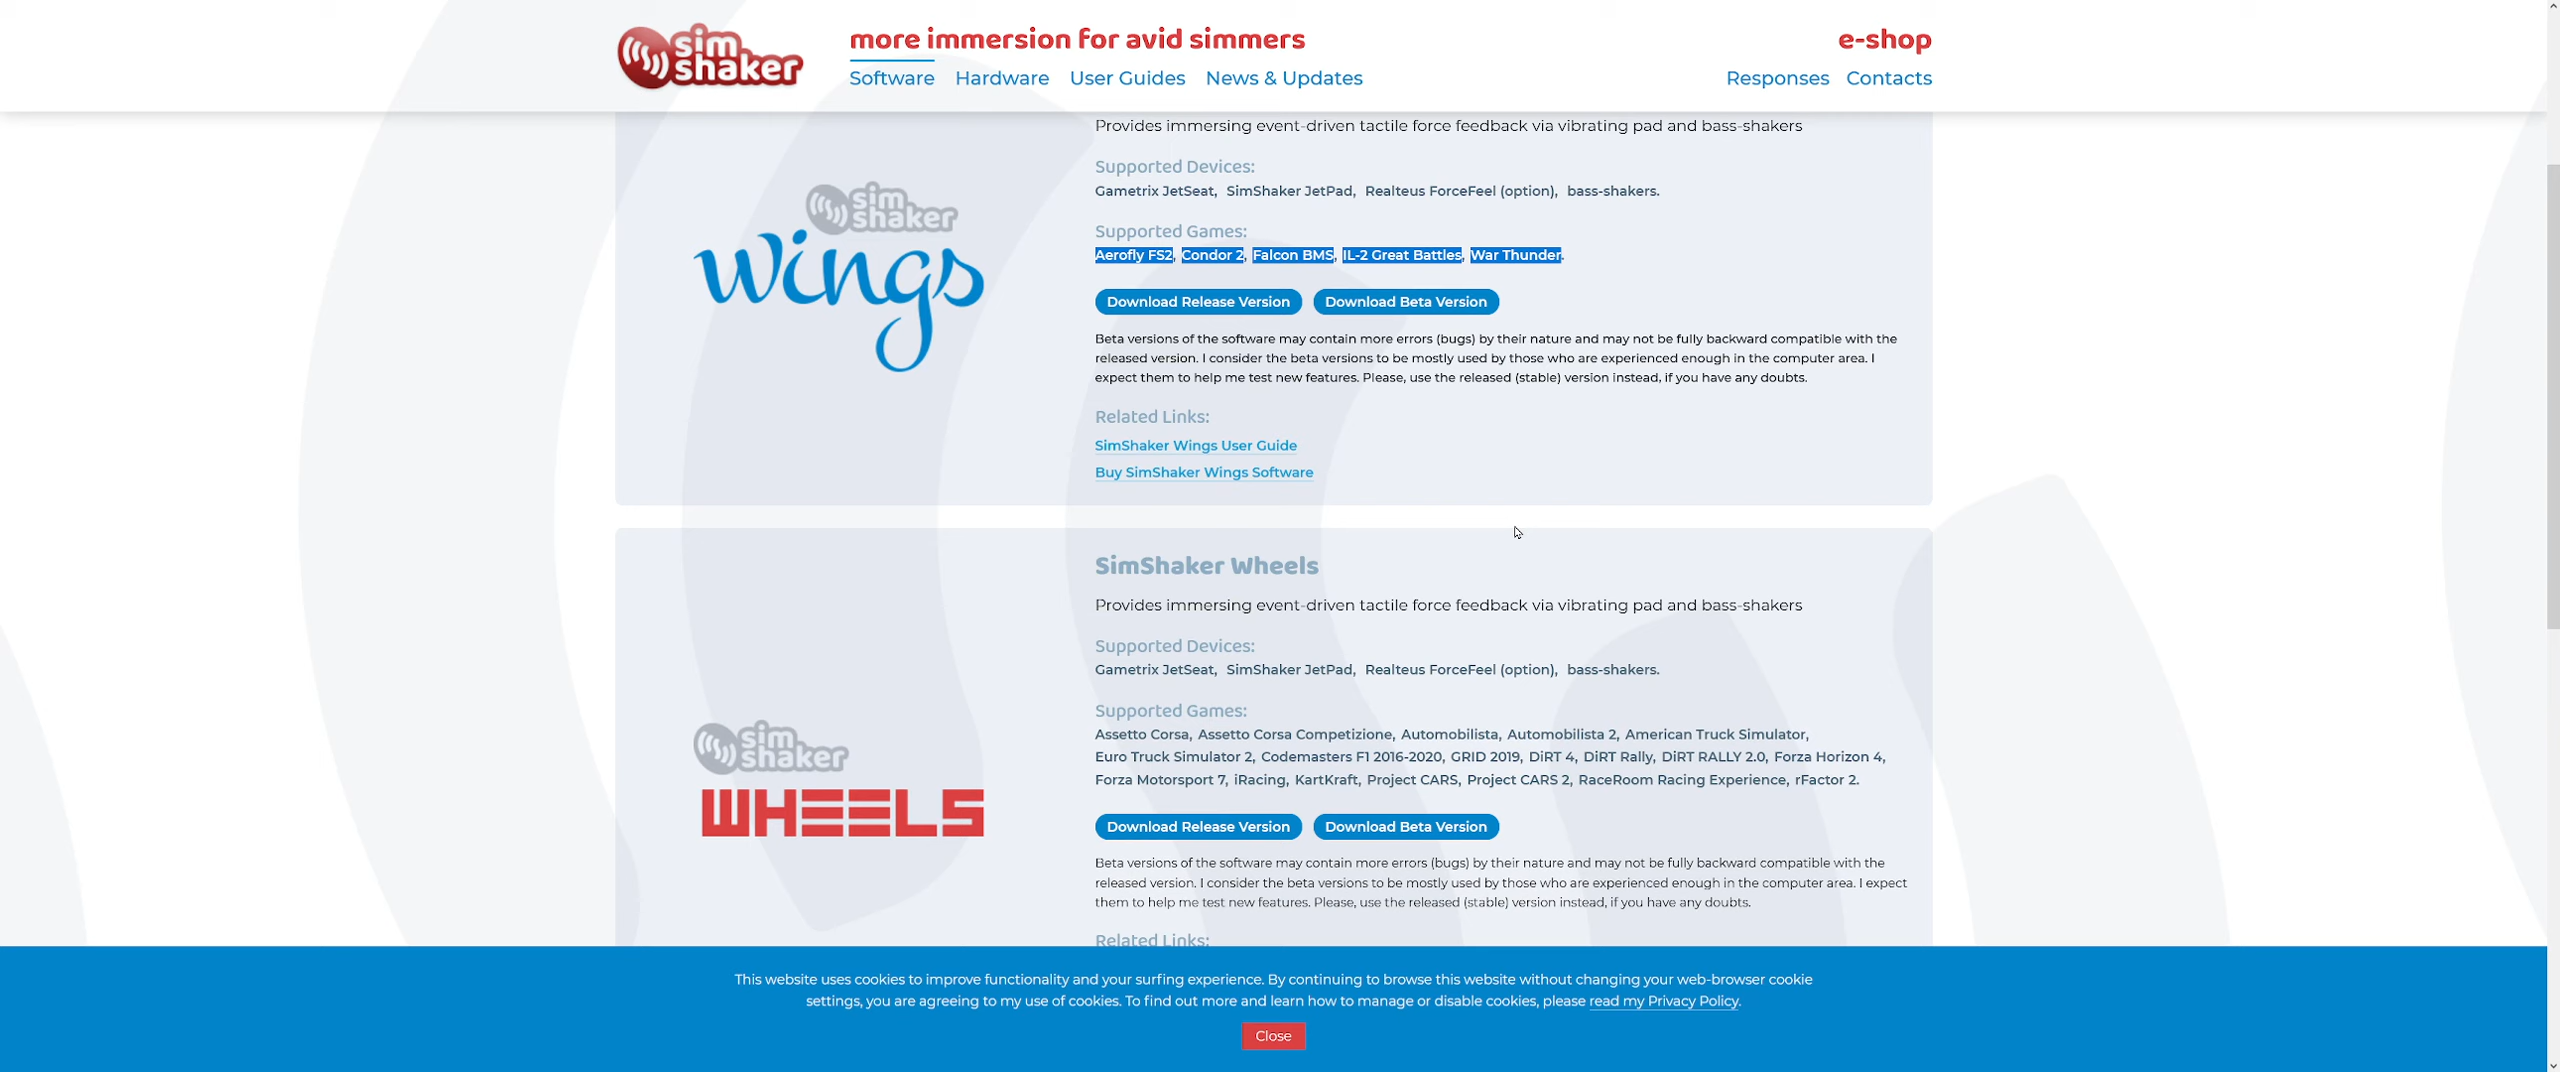 sim shaker
more immersion for avid simmers
e-shop
Software Hardware User Guides News & Updates
Responses Contacts
Provides immersing event-driven tactile force feedback via vibrating pad and bass-shakers
Supported Devices:
Gametrix JetSeat, SimShaker JetPad, Realteus ForceFeel (option), bass-shakers.
Supported Games:
Aerofly FS2, Condor 2, Falcon BMS, IL-2 Great Battles, War Thunder.
sim shaker
wings
Download Release Version Download Beta Version
Beta versions of the software may contain more errors (bugs) by their nature and may not be fully backward compatible with the
released version. I consider the beta versions to be mostly used by those who are experienced enough in the computer area. I
expect them to help me test new features. Please, use the released (stable) version instead, if you have any doubts.
Related Links:
SimShaker Wings User Guide
Buy SimShaker Wings Software
SimShaker Wheels
Provides immersing event-driven tactile force feedback via vibrating pad and bass-shakers
Supported Devices:
Gametrix JetSeat, SimShaker JetPad, Realteus ForceFeel (option), bass-shakers.
Supported Games:
Assetto Corsa, Assetto Corsa Competizione, Automobilista, Automobilista 2, American Truck Simulator,
Euro Truck Simulator 2, Codemasters F1 2016-2020, GRID 2019, DiRT 4, DiRT Rally, DiRT RALLY 2.0, Forza Horizon 4,
Forza Motorsport 7, iRacing, KartKraft, Project CARS, Project CARS 2, RaceRoom Racing Experience, rFactor 2.
sim shaker
WHEELS
Download Release Version Download Beta Version
Beta versions of the software may contain more errors (bugs) by their nature and may not be fully backward compatible with the
released version. I consider the beta versions to be mostly used by those who are experienced enough in the computer area. I expect
them to help me test new features. Please, use the released (stable) version instead, if you have any doubts.
Related Links:
This website uses cookies to improve functionality and your surfing experience. By continuing to browse this website without changing your web-browser cookie
settings, you are agreeing to my use of cookies. To find out more and learn how to manage or disable cookies, please read my Privacy Policy.
Close